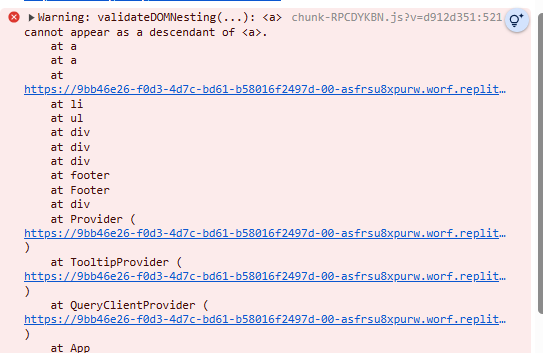 ▶Warning: validateDOMNesting(...): <a> chunk-RPCDYKBN.js?v=d912d351:521
cannot appear as a descendant of <a>.
at a
at a
at
https://9bb46e26-f0d3-4d7c-bd61-b58016f2497d-00-asfrsu8xpurw.worf.replit…
at li
at ul
at div
at div
at div
at footer
at Footer
at div
at Provider (
https://9bb46e26-f0d3-4d7c-bd61-b58016f2497d-00-asfrsu8xpurw.worf.replit…
)
at TooltipProvider (
https://9bb46e26-f0d3-4d7c-bd61-b58016f2497d-00-asfrsu8xpurw.worf.replit…
)
at QueryClientProvider (
https://9bb46e26-f0d3-4d7c-bd61-b58016f2497d-00-asfrsu8xpurw.worf.replit…
)
at App